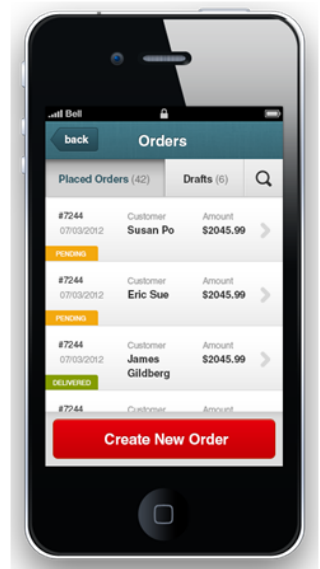 Bell
back
Orders
Placed Orders (42)
Drafts (6)
#7244 Customer Amount
07/03/2012 Susan Po $2045.99
PENDING
#7244 Customer Amount
07/03/2012 Eric Sue $2045.99
PENDING
#7244 Customer Amount
07/03/2012 James $2045.99
Gildberg
DELIVERED
#7244 Customer Amount
Create New Order